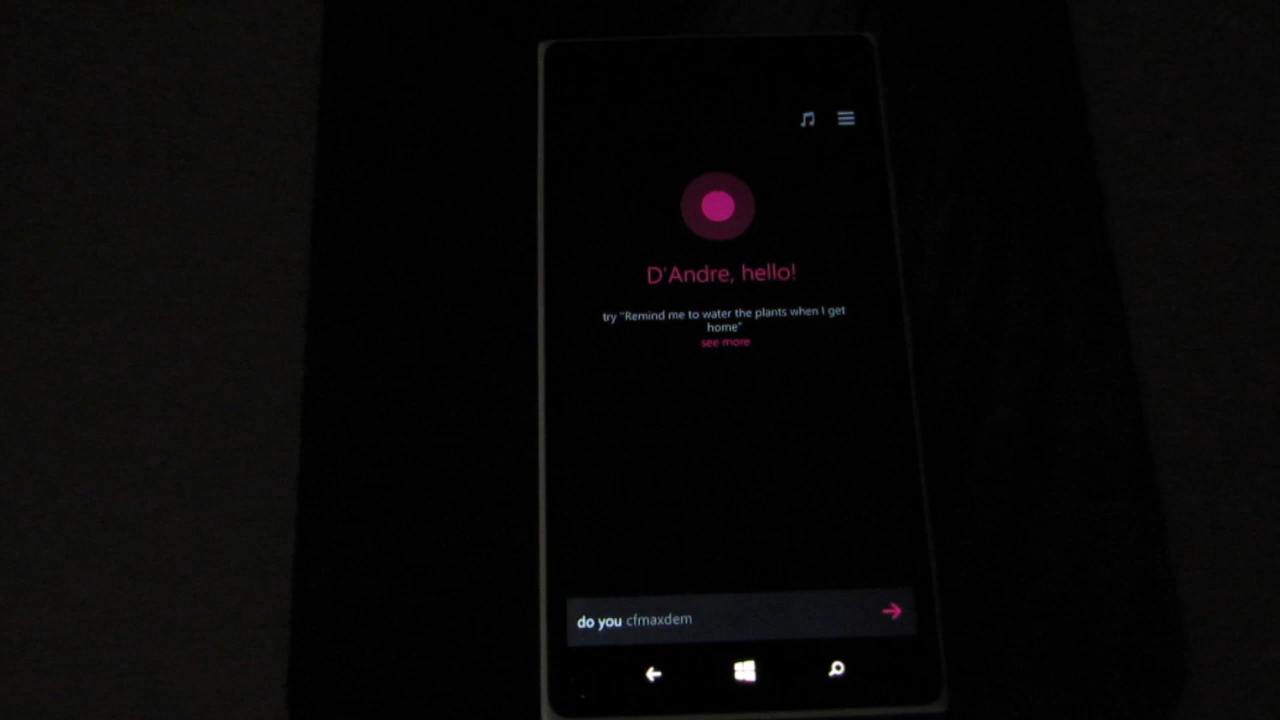 D'Andre, hello!
try "Remind me to water the plants when I get
home"
see more
do you cfmaxdem